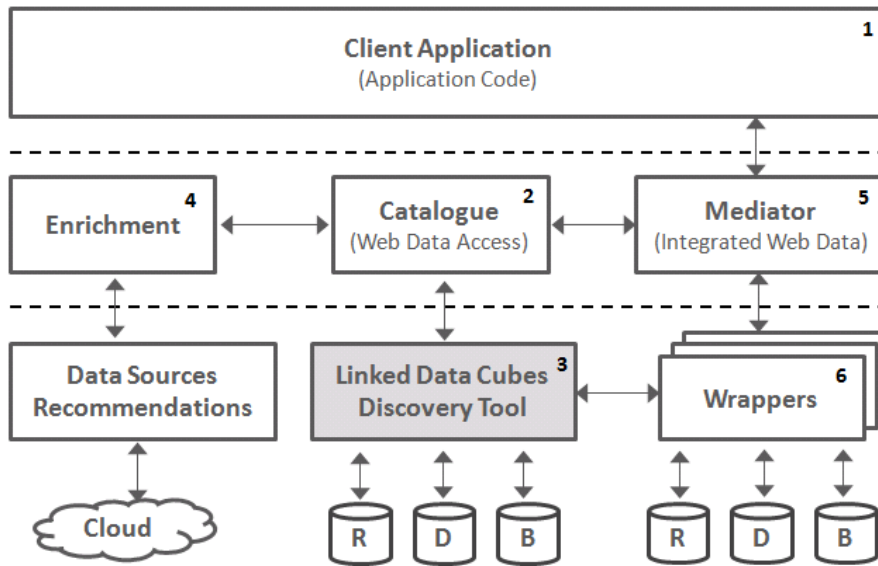 1
Client Application
(Application Code)
4
Enrichment
2
Catalogue
(Web Data Access)
5
Mediator
(Integrated Web Data)
Data Sources
Recommendations
3
Linked Data Cubes
Discovery Tool
6
Wrappers
Cloud
R
D
B
R
D
B